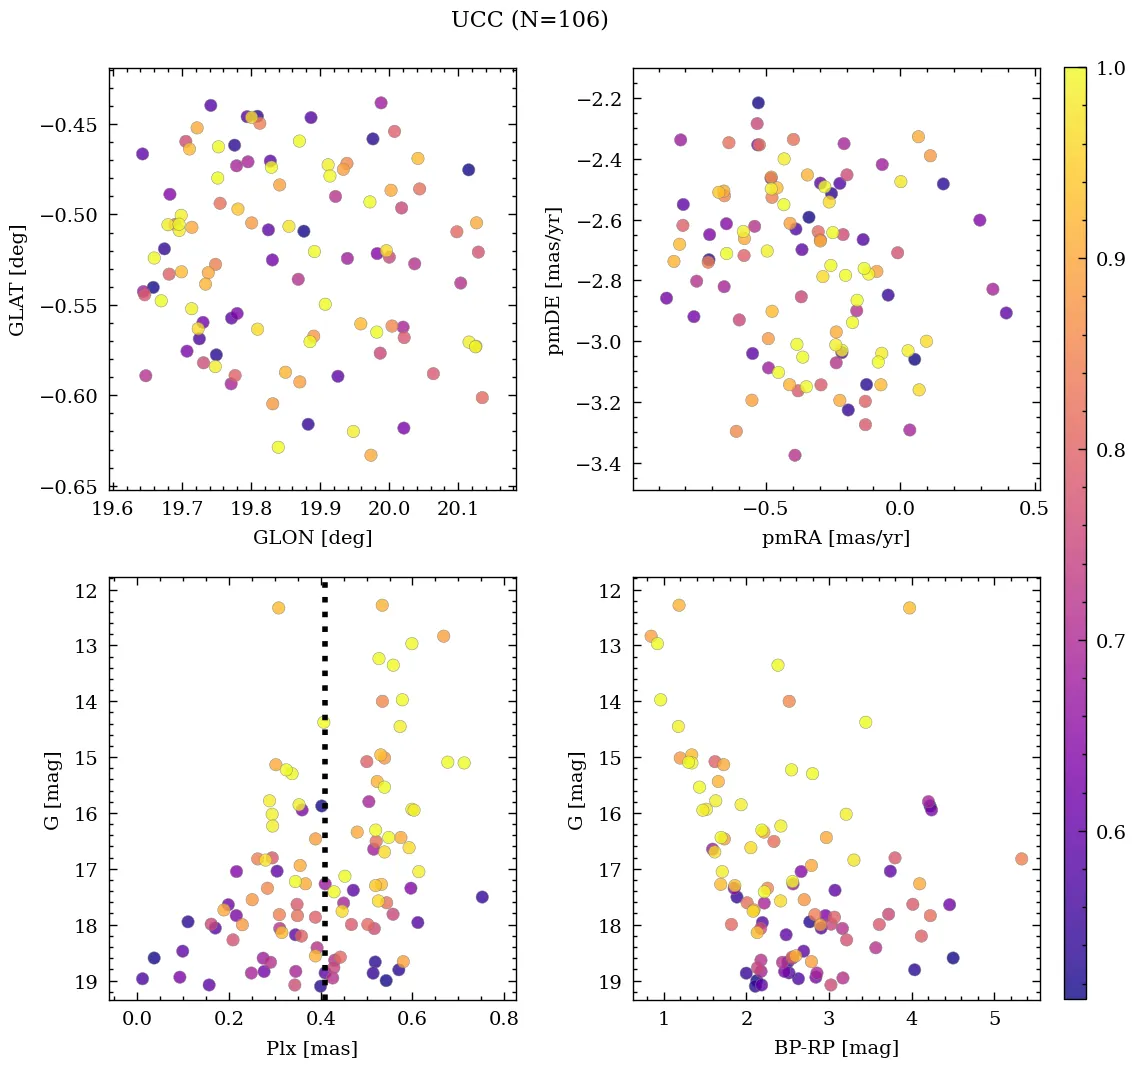 UCC (N=106)
−0.45
−0.50
−0.55
−0.60
−0.65
GLAT [deg]
19.6 19.7 19.8 19.9 20.0 20.1
GLON [deg]
−2.2
−2.4
−2.6
−2.8
−3.0
−3.2
−3.4
pmDE [mas/yr]
−0.5 0.0 0.5
pmRA [mas/yr]
12
13
14
15
16
17
18
19
G [mag]
0.0 0.2 0.4 0.6 0.8
Plx [mas]
12
13
14
15
16
17
18
19
G [mag]
1 2 3 4 5
BP-RP [mag]
1.0
0.9
0.8
0.7
0.6